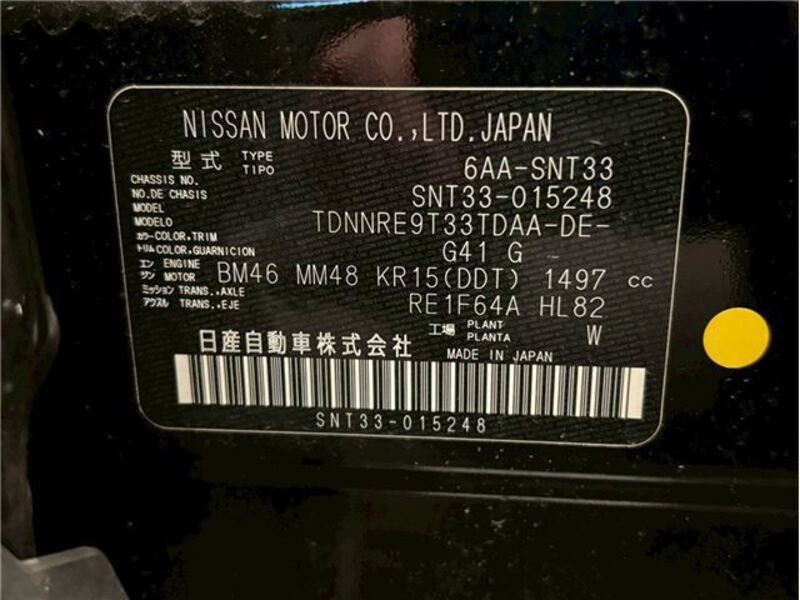 NISSAN MOTOR CO.,LTD.JAPAN
型式 TYPE TIPO 6AA-SNT33
CHASSIS NO. NO.DE CHASIS SNT33-015248
MODEL MODELO TDNNRE9T33TDAA-DE-
カラー COLOR,TRIM トリム COLOR,GUARNICION G41 G
エンジン ENGINE MOTOR BM46 MM48 KR15(DDT) 1497 cc
ミッション TRANS.,AXLE アクスル TRANS.,EJE RE1F64A HL82
工場 PLANT PLANTA W
日産自動車株式会社 MADE IN JAPAN
SNT33-015248